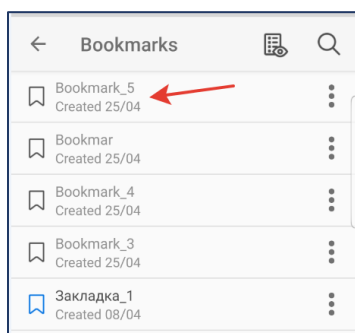 Bookmarks
Bookmark_5
Created 25/04
Bookmar
Created 25/04
Bookmark_4
Created 25/04
Bookmark_3
Created 25/04
Закладка_1
Created 08/04